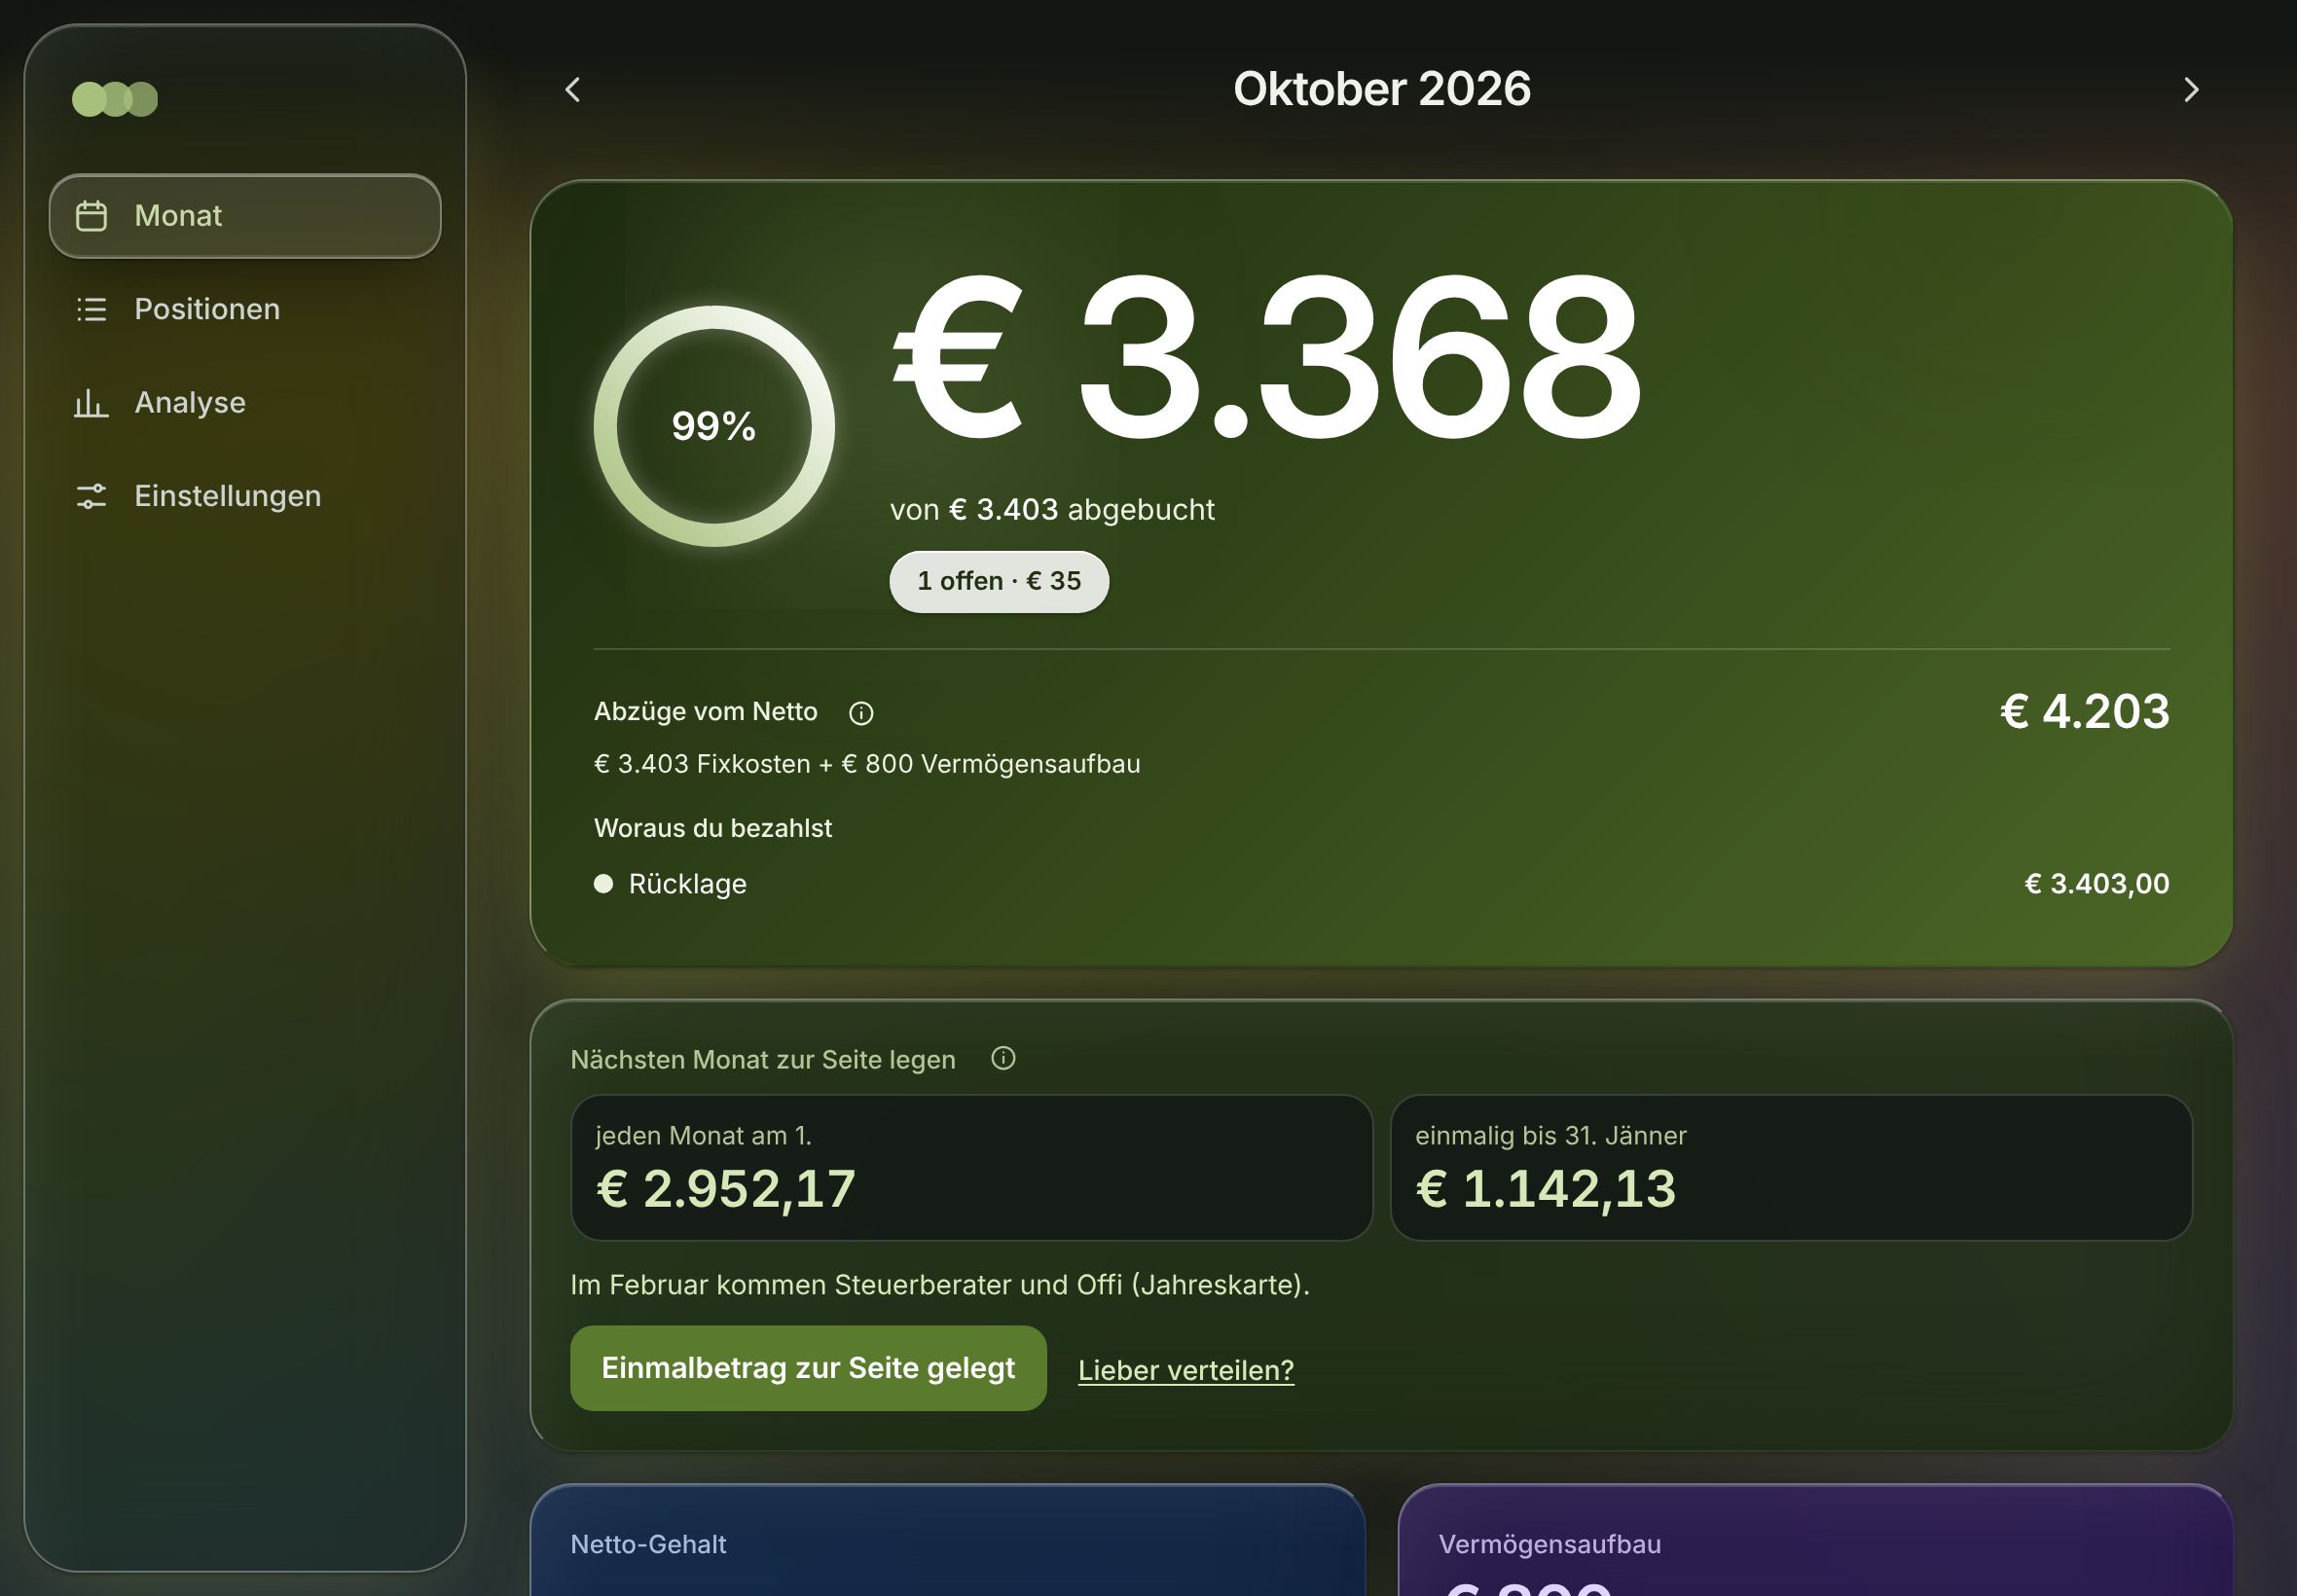 Oktober 2026
Monat
Positionen
Analyse
Einstellungen
99%
€ 3.368
von € 3.403 abgebucht
1 offen · € 35
Abzüge vom Netto
€ 4.203
€ 3.403 Fixkosten + € 800 Vermögensaufbau
Woraus du bezahlst
Rücklage
€ 3.403,00
Nächsten Monat zur Seite legen
jeden Monat am 1.
€ 2.952,17
einmalig bis 31. Jänner
€ 1.142,13
Im Februar kommen Steuerberater und Offi (Jahreskarte).
Einmalbetrag zur Seite gelegt
Lieber verteilen?
Netto-Gehalt
Vermögensaufbau